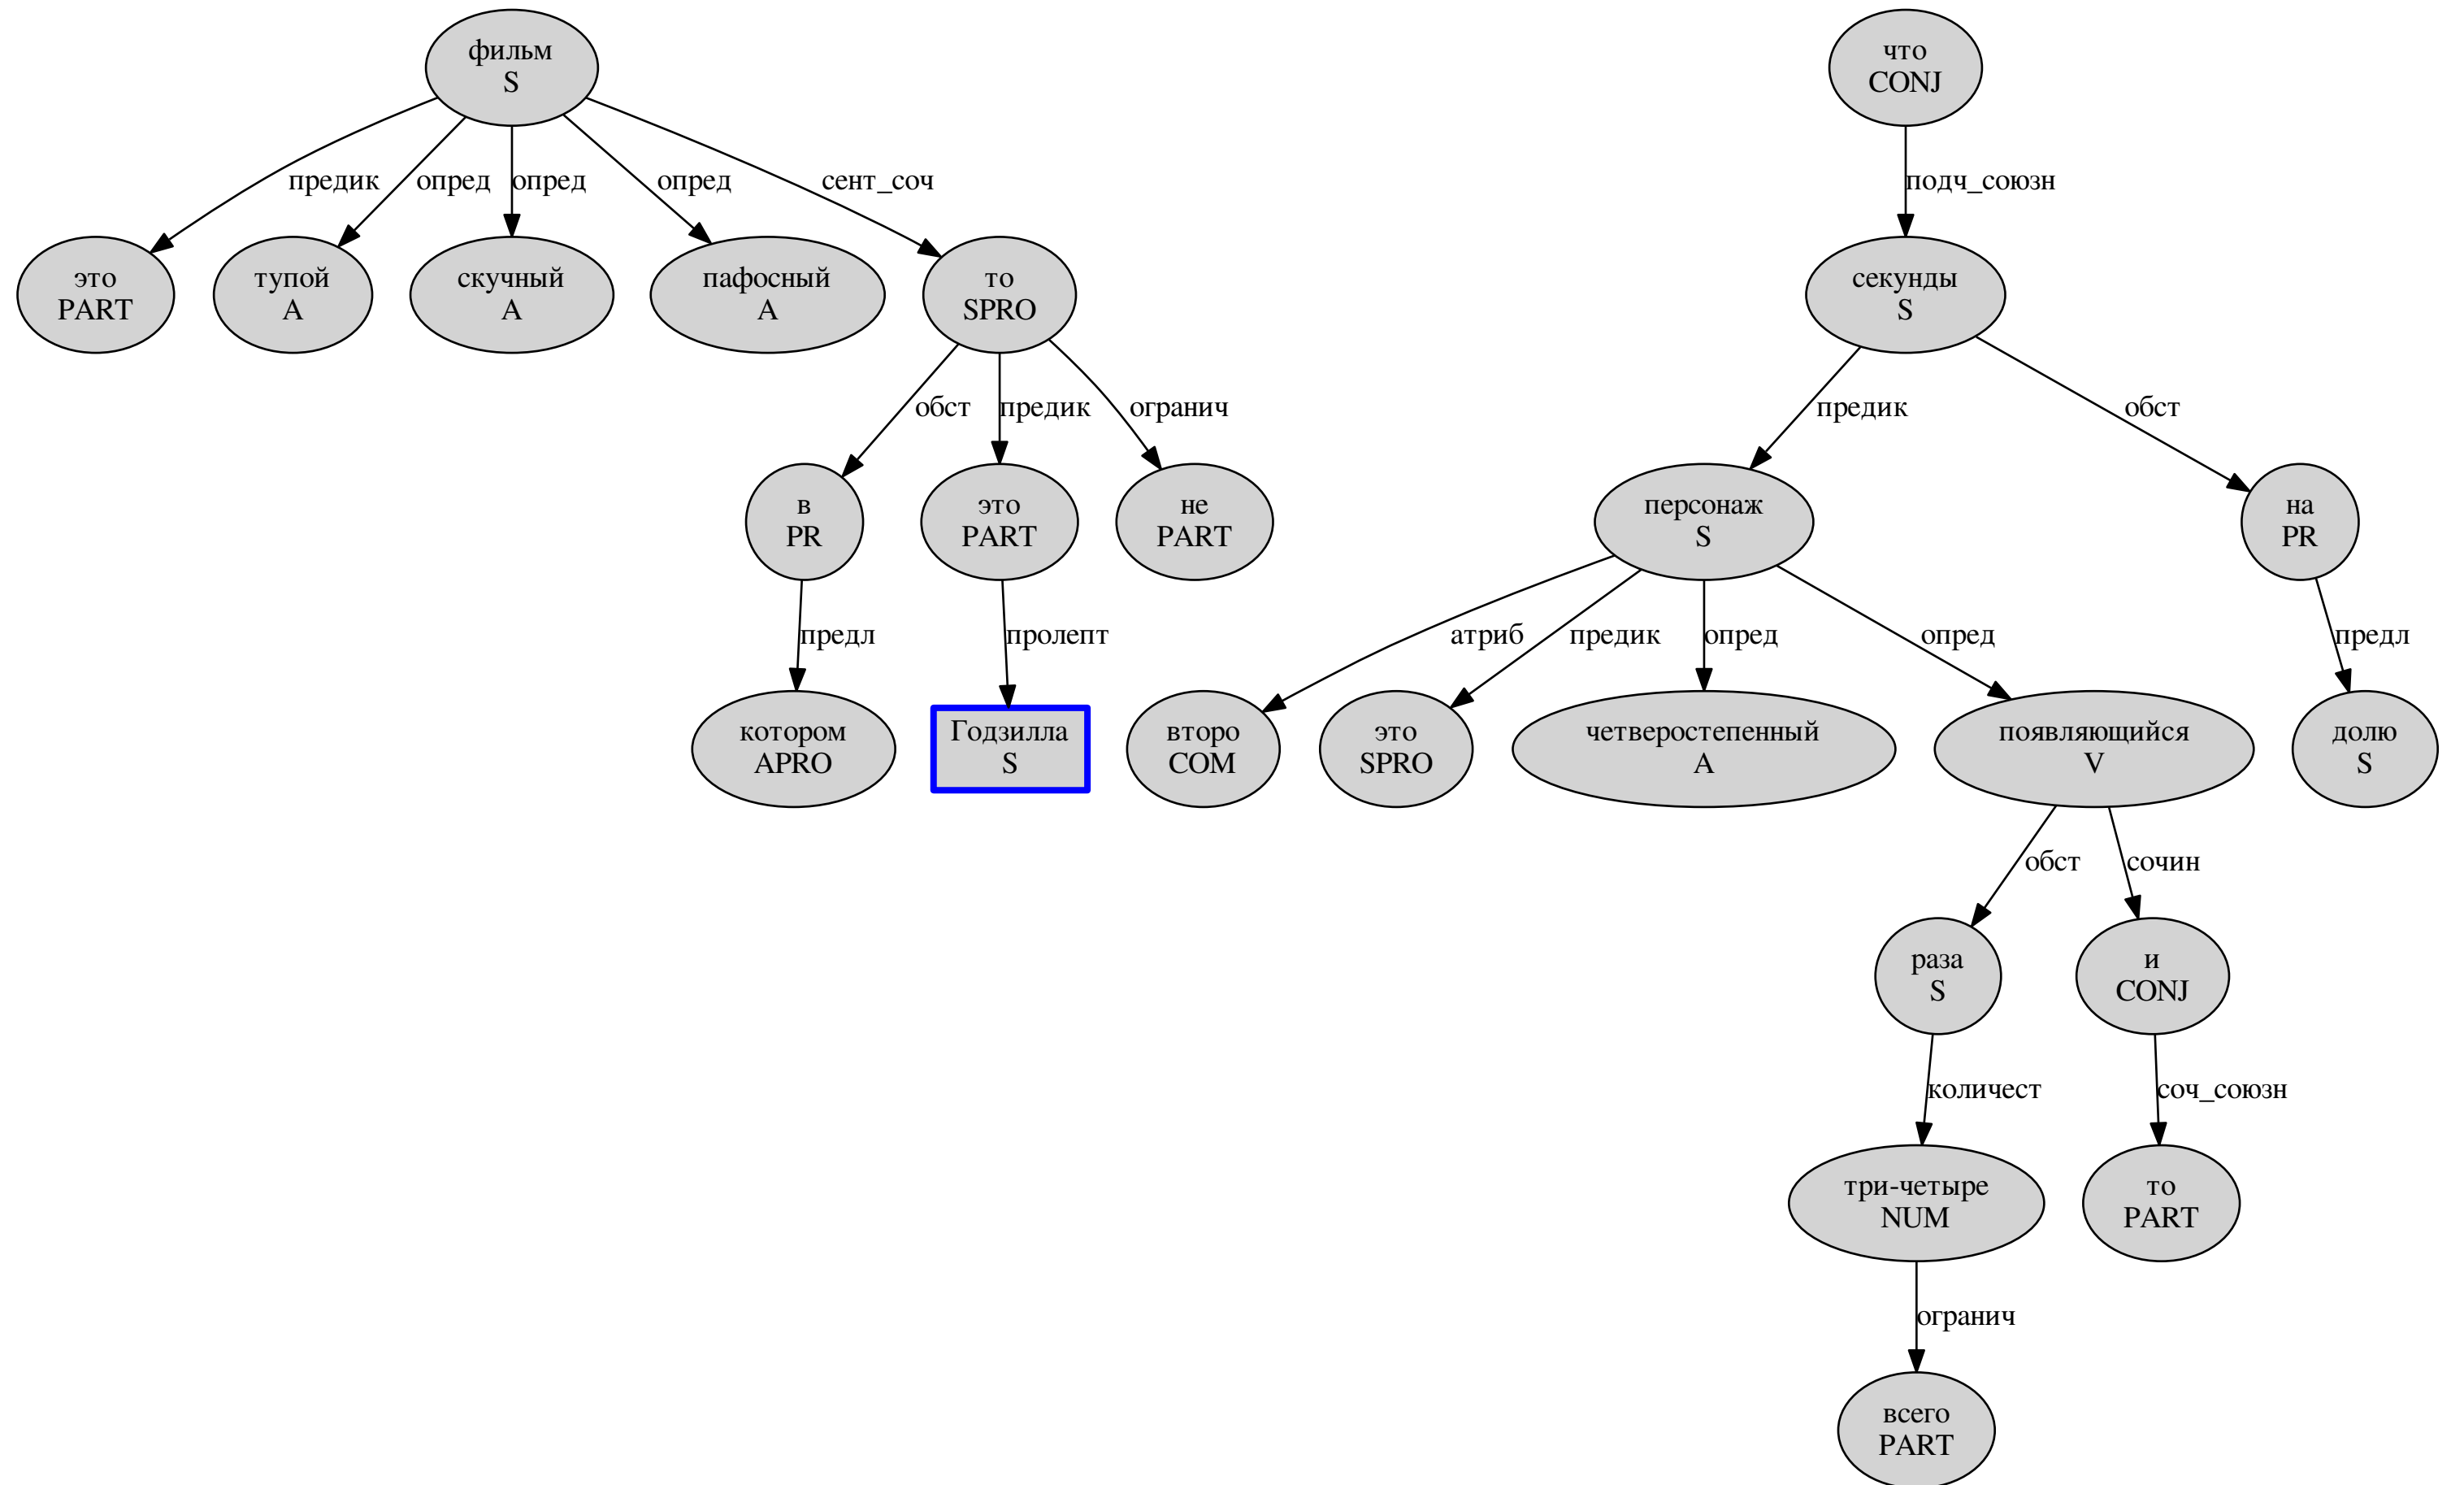 фильм
S
что
CONJ
предик
опред
опред
опред
сент_соч
подч_союзн
это
PART
тупой
A
скучный
A
пафосный
A
то
SPRO
секунды
S
обст
предик
огранич
предик
обст
в
PR
это
PART
не
PART
персонаж
S
на
PR
предл
пролепт
атриб
предик
опред
опред
предл
котором
APRO
Годзилла
S
второ
COM
это
SPRO
четверостепенный
A
появляющийся
V
долю
S
обст
сочин
раза
S
и
CONJ
количест
соч_союзн
три-четыре
NUM
то
PART
огранич
всего
PART